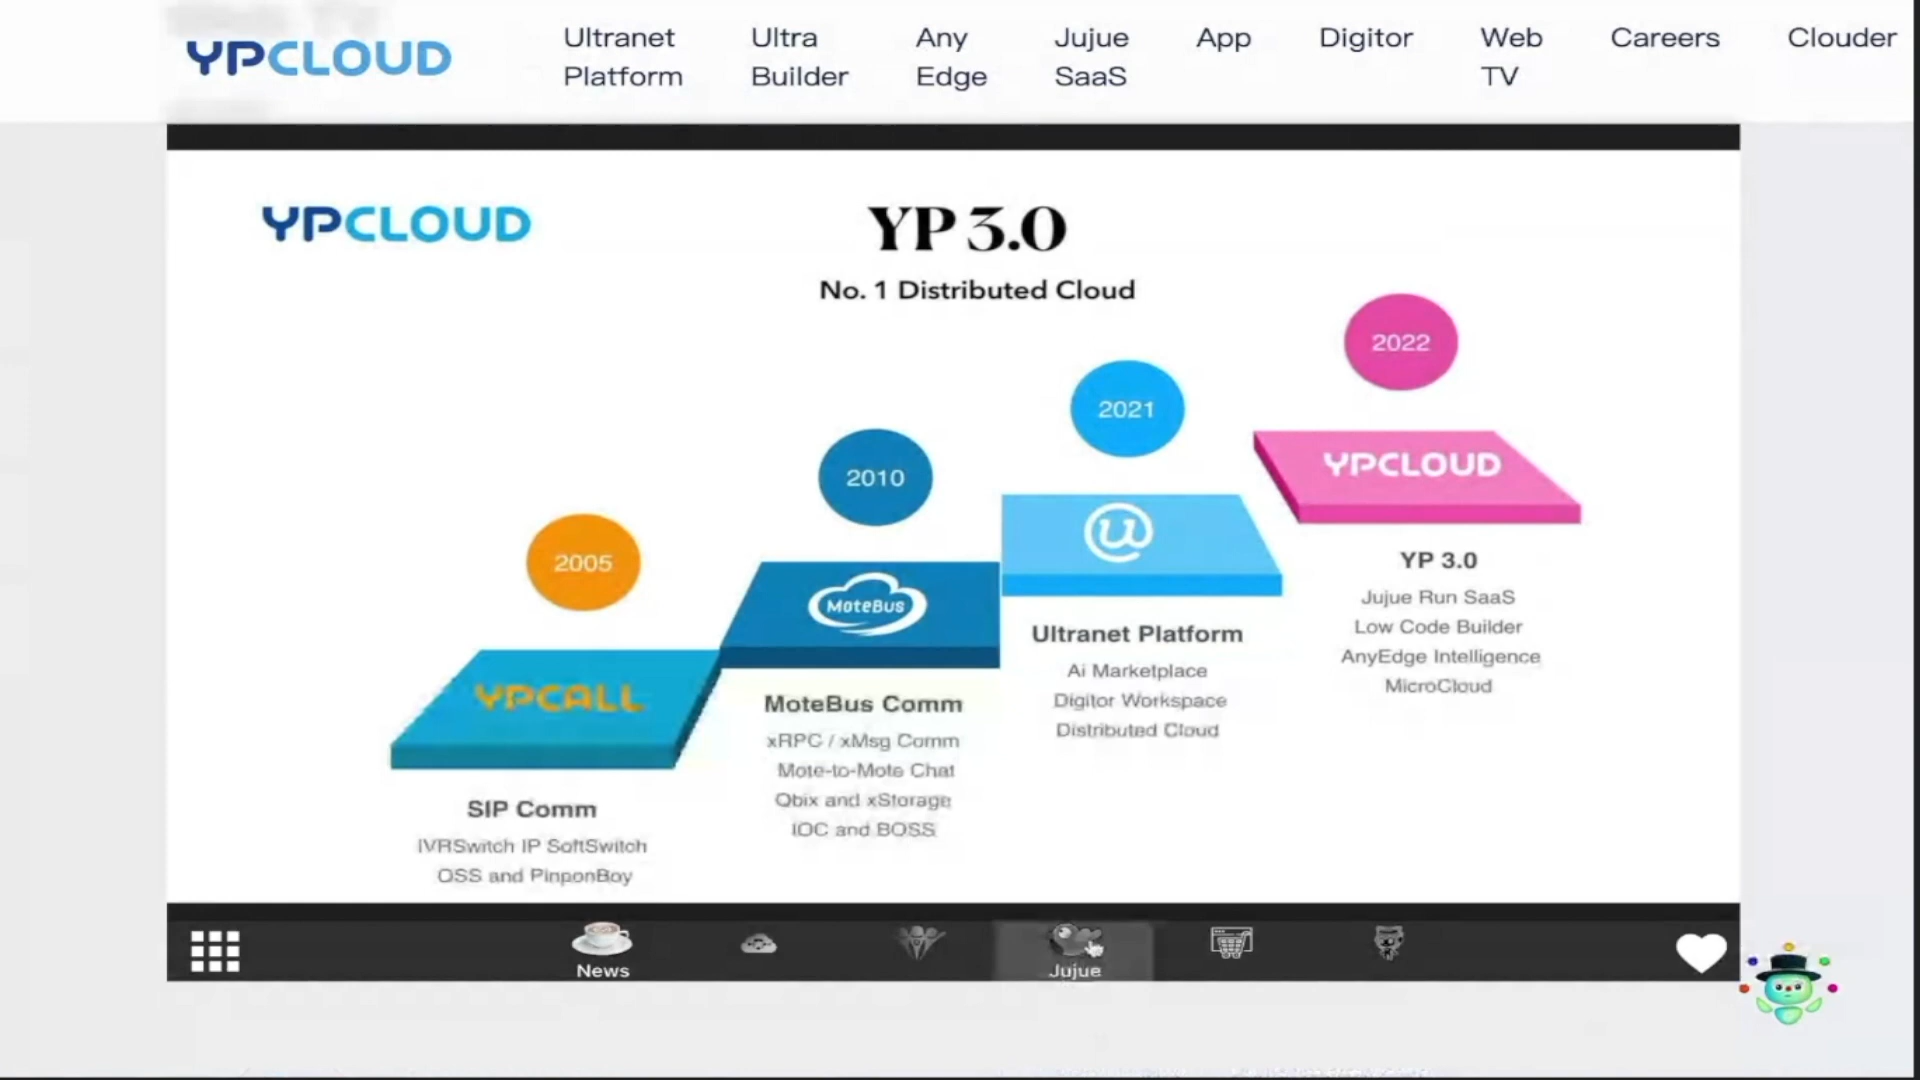 YPCLOUD
Ultranet Platform
Ultra Builder
Any Edge
Jujue SaaS
App
Digitor
Web TV
Careers
Clouder
YPCLOUD
YP 3.0
No. 1 Distributed Cloud
2005
YPCALL
SIP Comm
IVRSwitch IP SoftSwitch
OSS and PinponBoy
2010
MoteBus
MoteBus Comm
xRPC / xMsg Comm
Mote-to-Mote Chat
Qbix and xStorage
IOC and BOSS
2021
Ultranet Platform
Ai Marketplace
Digitor Workspace
Distributed Cloud
2022
YPCLOUD
YP 3.0
Jujue Run SaaS
Low Code Builder
AnyEdge Intelligence
MicroCloud
News
Jujue